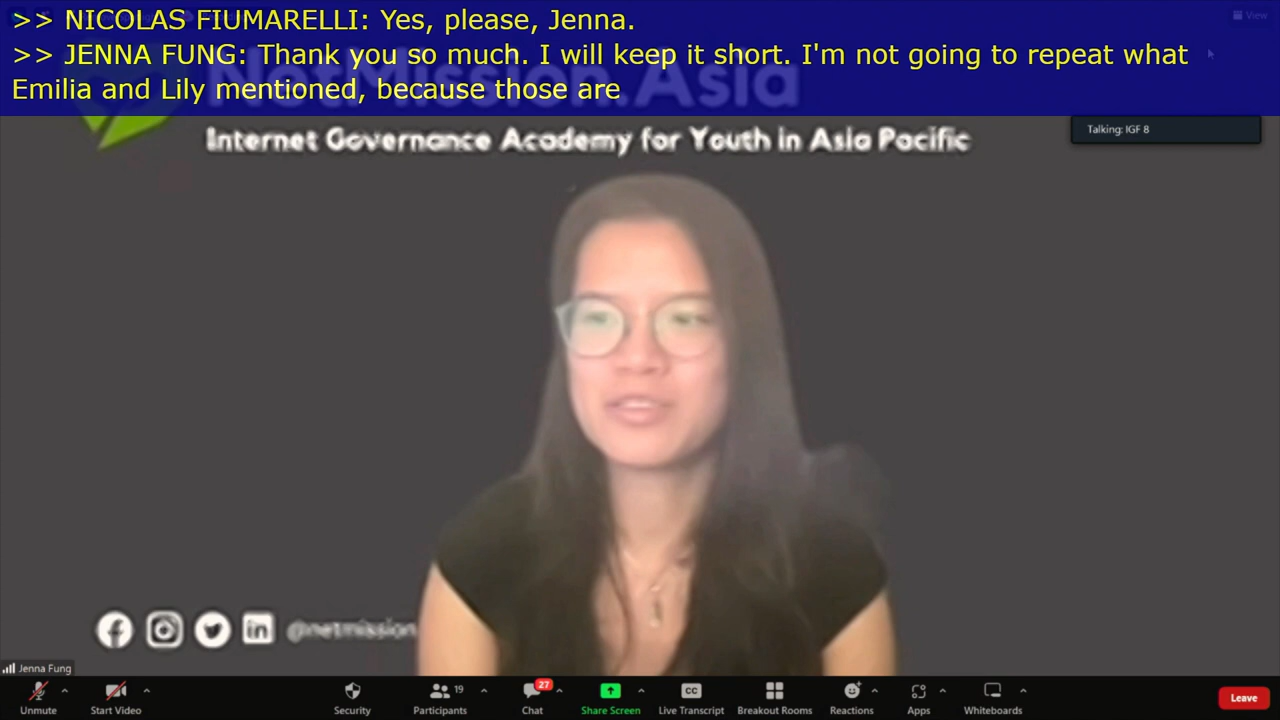 >> NICOLAS FIUMARELLI: Yes, please, Jenna.
View
>> JENNA FUNG: Thank you so much. I will keep it short. I'm not going to repeat what
Emilia and Lily mentioned, because those are
NetMission.Asia
Internet Governance Academy for Youth in Asia Pacific
Talking: IGF 8
@netmission
Jenna Fung
Unmute
Start Video
Security
19
Participants
27
Chat
Share Screen
CC
Live Transcript
Breakout Rooms
Reactions
Apps
Whiteboards
Leave